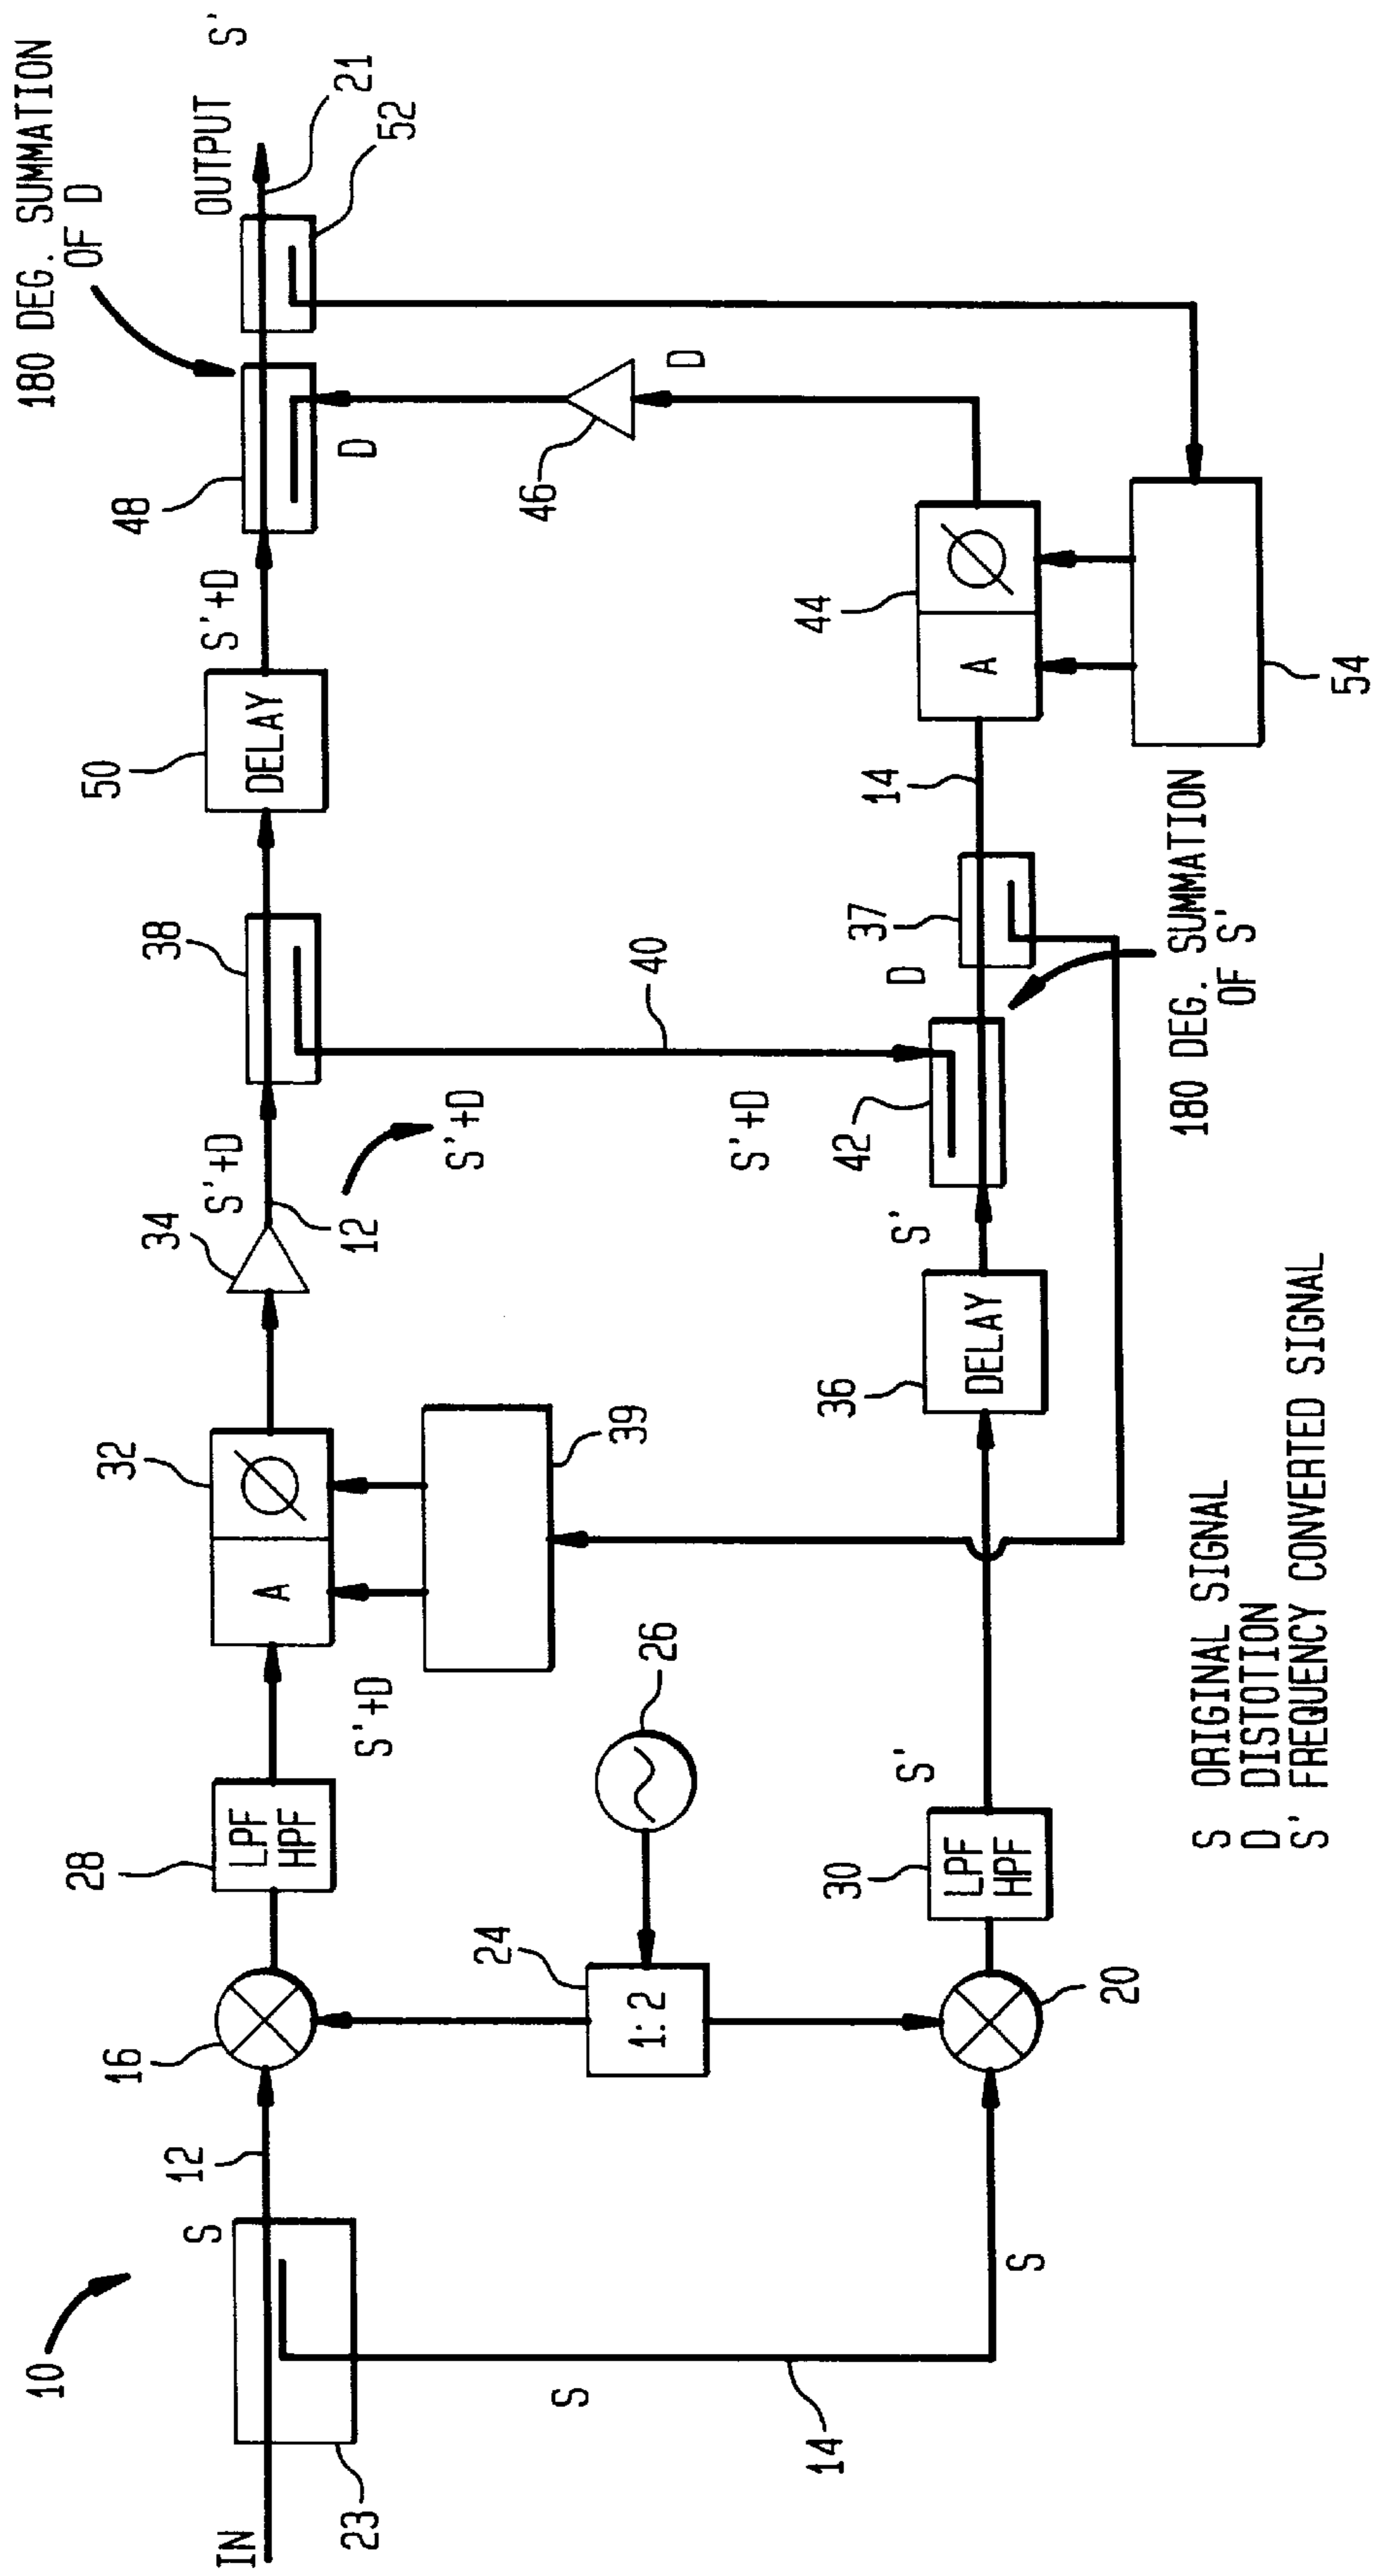 180 DEG. SUMMATION
OF D
OUTPUT S'
21
52
48
S'+D
D
46
D
50
DELAY
44
A
Ø
54
38
40
S'+D
37
D
14
180 DEG. SUMMATION
OF S'
34
S'+D
12
S'+D
42
S'
36
DELAY
32
A
Ø
39
S'+D
28
LPF
HPF
26
24
1:2
30
LPF
HPF
S'
16
20
10
S
12
23
IN
S
14
S
S ORIGINAL SIGNAL
D DISTOTION
S' FREQUENCY CONVERTED SIGNAL